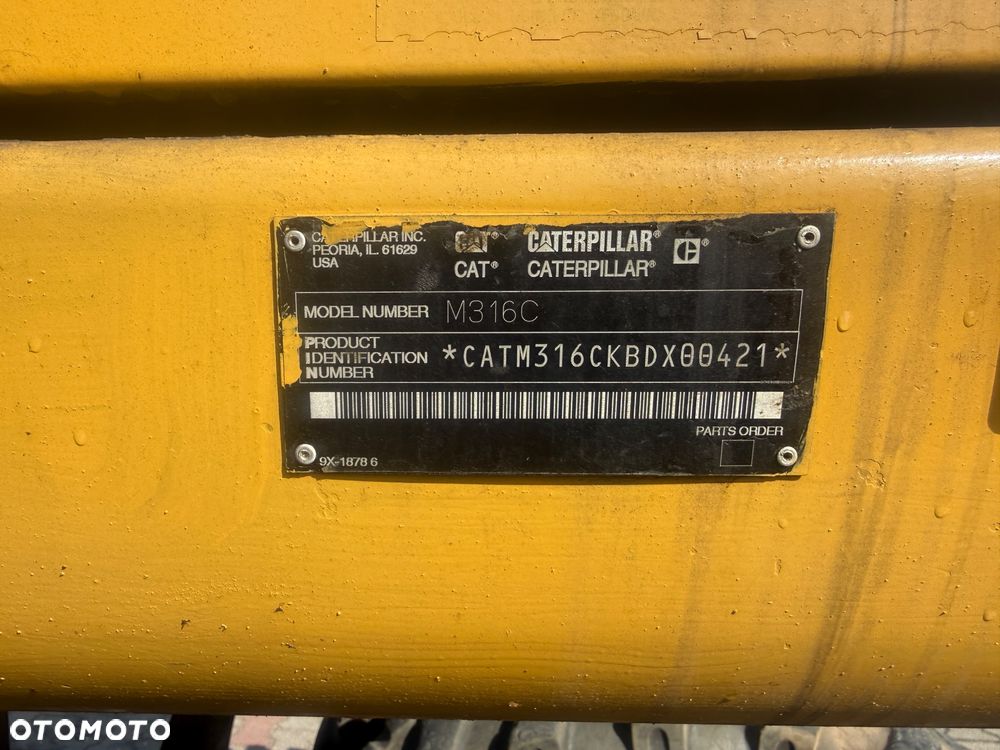 CATERPILLAR INC.
PEORIA, IL. 61629
USA
CAT® CATERPILLAR® C®
CAT® CATERPILLAR®
MODEL NUMBER M316C
PRODUCT
IDENTIFICATION
NUMBER
*CATM316CKBDX00421*
PARTS ORDER
9X-1878 6
OTOMOTO